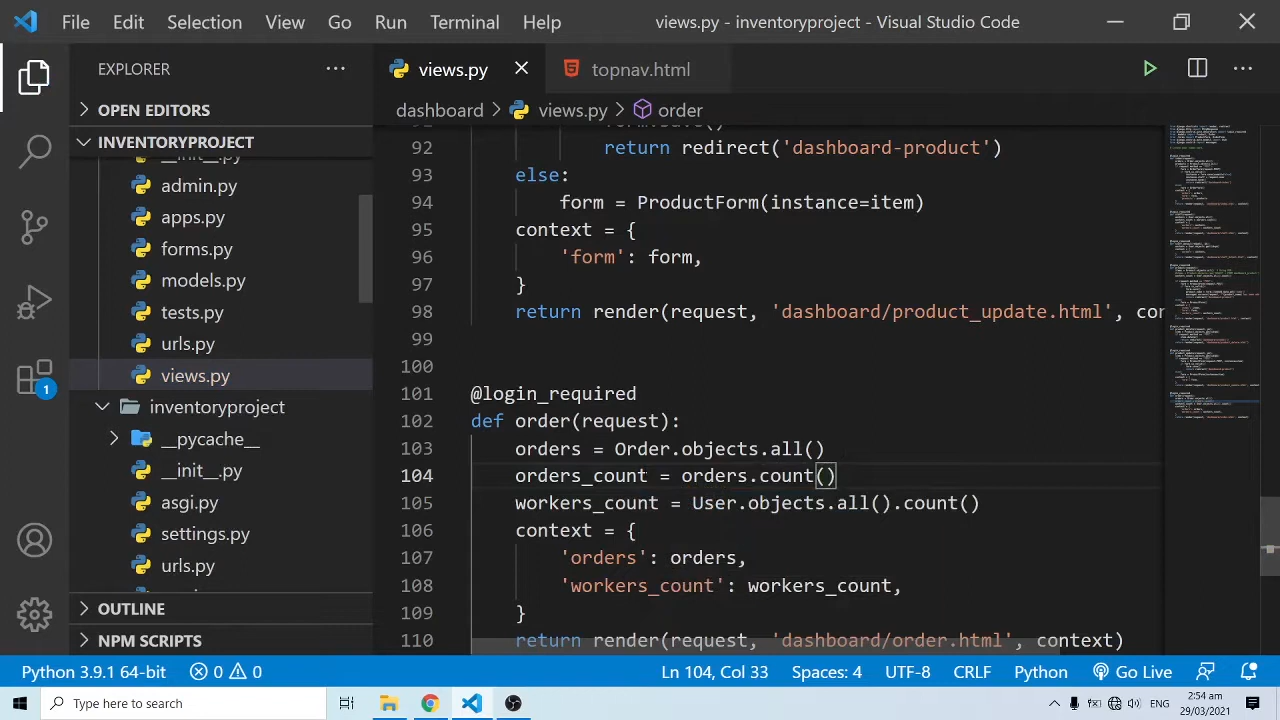 File Edit Selection View Go Run Terminal Help views.py - inventoryproject - Visual Studio Code
EXPLORER
views.py topnav.html
OPEN EDITORS
dashboard > views.py > order
INVENTORYPROJECT
__init__.py
admin.py
apps.py
forms.py
models.py
tests.py
urls.py
views.py
inventoryproject
__pycache__
__init__.py
asgi.py
settings.py
urls.py
OUTLINE
NPM SCRIPTS
1
92 return redirect('dashboard-product')
93 else:
94 form = ProductForm(instance=item)
95 context = {
96 'form': form,
97 }
98 return render(request, 'dashboard/product_update.html', con
99
100
101 @login_required
102 def order(request):
103 orders = Order.objects.all()
104 orders_count = orders.count()
105 workers_count = User.objects.all().count()
106 context = {
107 'orders': orders,
108 'workers_count': workers_count,
109 }
110 return render(request, 'dashboard/order.html', context)
Python 3.9.1 64-bit 0 0 Ln 104, Col 33 Spaces: 4 UTF-8 CRLF Python Go Live
Type here to search
ENG
2:54 am
29/03/2021